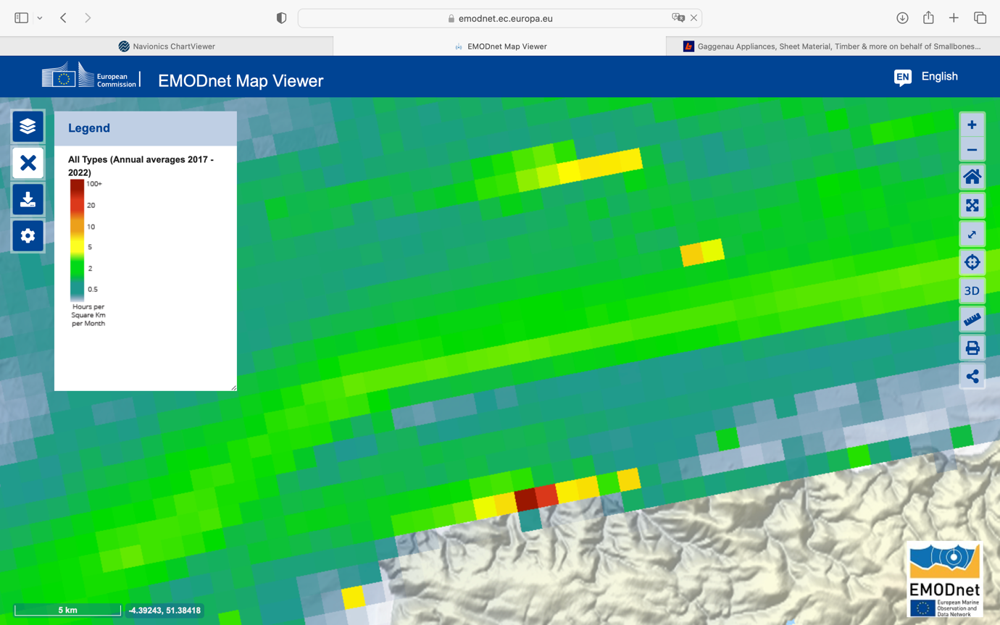 emodnet.ec.europa.eu
Navionics ChartViewer
EMODnet Map Viewer
Gaggenau Appliances, Sheet Material, Timber & more on behalf of Smallbones...
European
Commission
EMODnet Map Viewer
EN
English
Legend
All Types (Annual averages 2017 -
2022)
100+
20
10
5
2
0.5
Hours per
Square Km
per Month
+
−
3D
5 km
-4.39243, 51.38418
EMODnet
European Marine
Observation and
Data Network